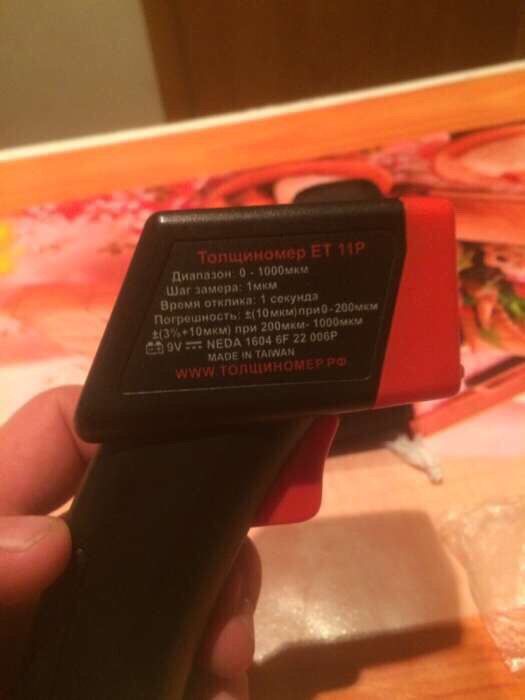 Толщиномер ET 11P
Диапазон: 0 - 1000мкм
Шаг замера: 1мкм
Время отклика: 1 секунда
Погрешность: ±(10мкм)при0-200мкм
±(3%+10мкм) при 200мкм- 1000мкм
9V NEDA 1604 6F 22 006P
MADE IN TAIWAN
WWW.ТОЛЩИНОМЕР.РФ